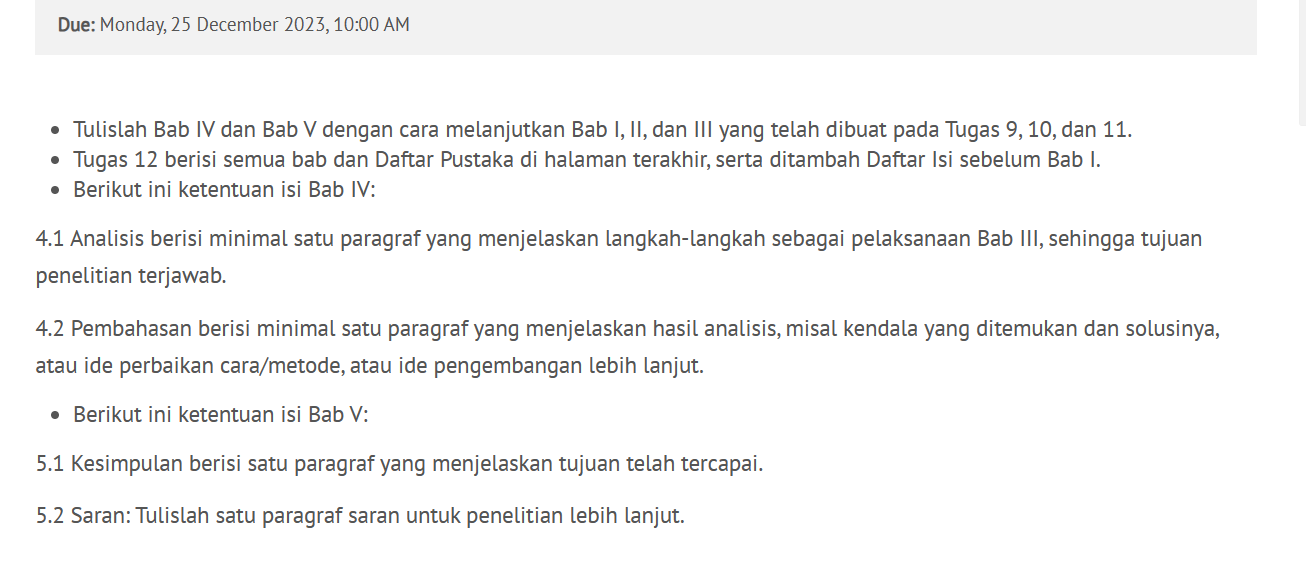 Due: Monday, 25 December 2023, 10:00 AM
• Tulislah Bab IV dan Bab V dengan cara melanjutkan Bab I, II, dan III yang telah dibuat pada Tugas 9, 10, dan 11.
• Tugas 12 berisi semua bab dan Daftar Pustaka di halaman terakhir, serta ditambah Daftar Isi sebelum Bab I.
• Berikut ini ketentuan isi Bab IV:
4.1 Analisis berisi minimal satu paragraf yang menjelaskan langkah-langkah sebagai pelaksanaan Bab III, sehingga tujuan
penelitian terjawab.
4.2 Pembahasan berisi minimal satu paragraf yang menjelaskan hasil analisis, misal kendala yang ditemukan dan solusinya,
atau ide perbaikan cara/metode, atau ide pengembangan lebih lanjut.
• Berikut ini ketentuan isi Bab V:
5.1 Kesimpulan berisi satu paragraf yang menjelaskan tujuan telah tercapai.
5.2 Saran: Tulislah satu paragraf saran untuk penelitian lebih lanjut.